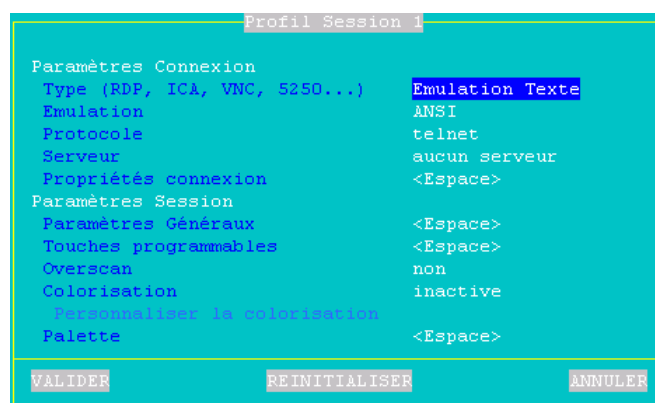 Profil Session 1
Paramètres Connexion
Type (RDP, ICA, VNC, 5250...) Emulation Texte
Emulation ANSI
Protocole telnet
Serveur aucun serveur
Propriétés connexion <Espace>
Paramètres Session
Paramètres Généraux <Espace>
Touches programmables <Espace>
Overscan non
Colorisation inactive
Personnaliser la colorisation
Palette <Espace>
VALIDER REINITIALISER ANNULER